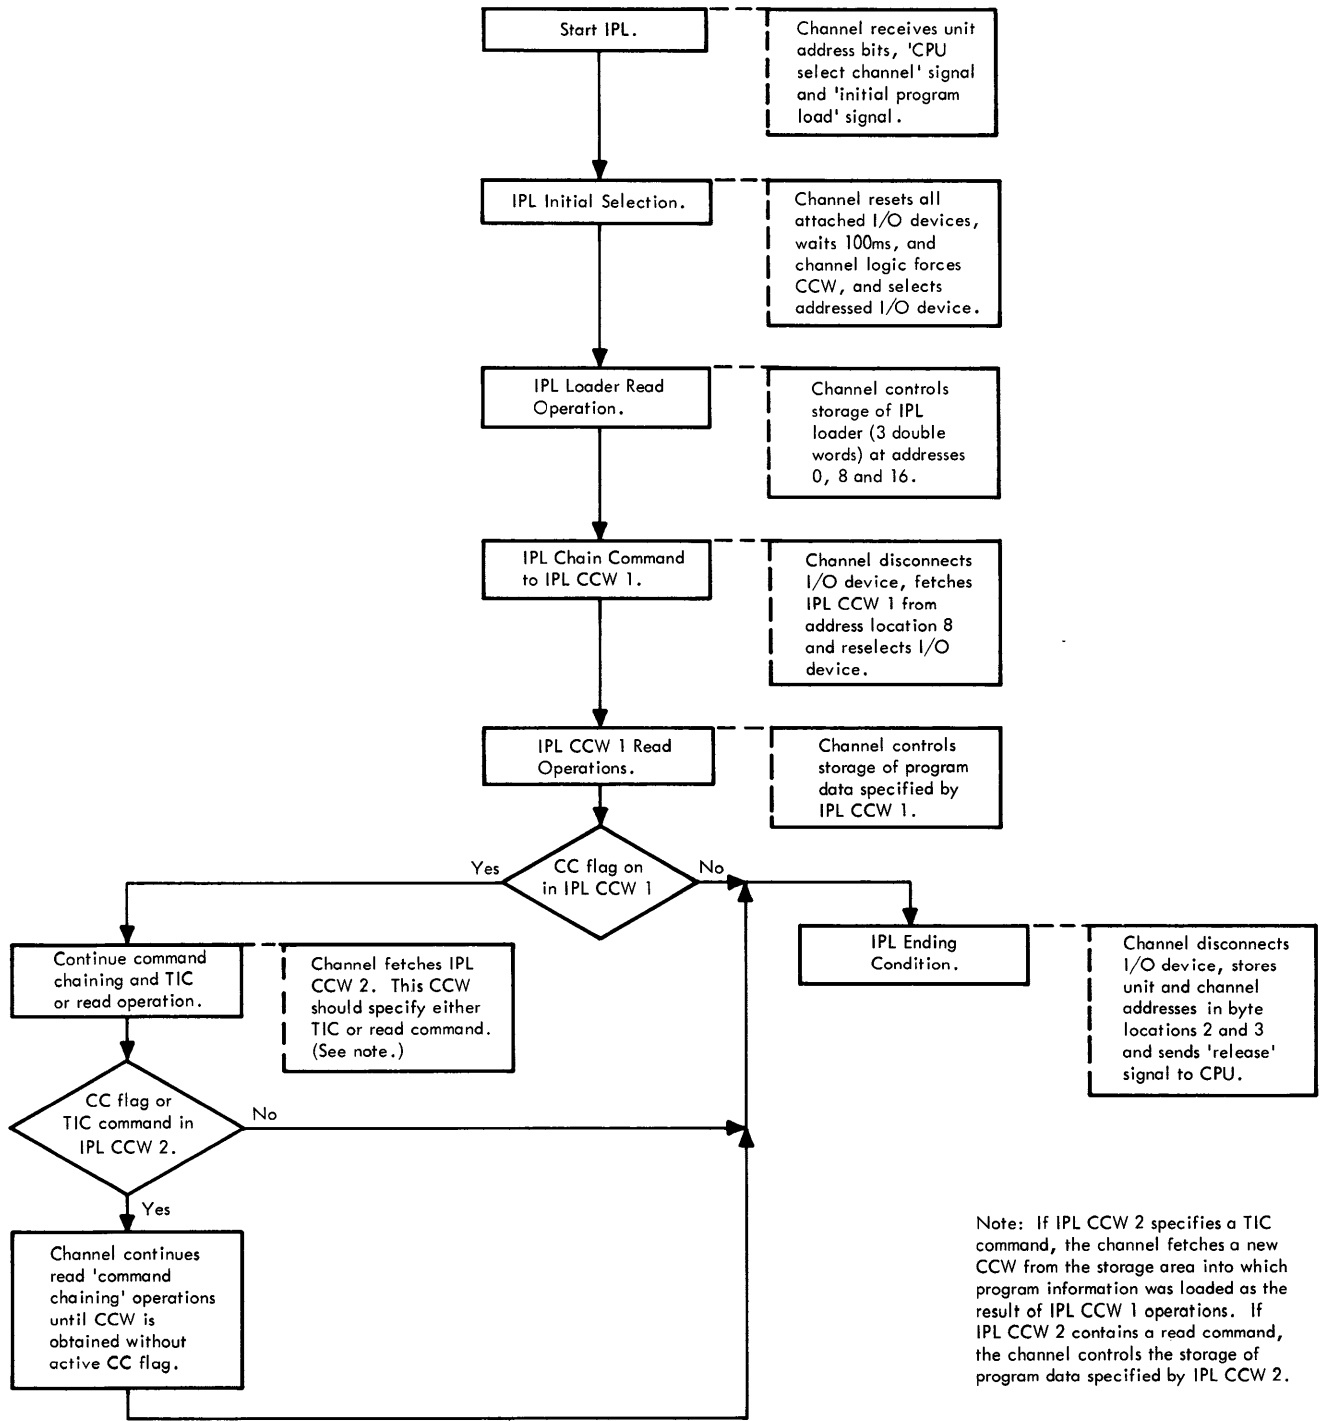 Start IPL.
Channel receives unit
address bits, 'CPU
select channel' signal
and 'initial program
load' signal.
IPL Initial Selection.
Channel resets all
attached I/O devices,
waits 100ms, and
channel logic forces
CCW, and selects
addressed I/O device.
IPL Loader Read
Operation.
Channel controls
storage of IPL
loader (3 double
words) at addresses
0, 8 and 16.
IPL Chain Command
to IPL CCW 1.
Channel disconnects
I/O device, fetches
IPL CCW 1 from
address location 8
and reselects I/O
device.
IPL CCW 1 Read
Operations.
Channel controls
storage of program
data specified by
IPL CCW 1.
Yes
CC flag on
in IPL CCW 1
No
Continue command
chaining and TIC
or read operation.
Channel fetches IPL
CCW 2. This CCW
should specify either
TIC or read command.
(See note.)
IPL Ending
Condition.
Channel disconnects
I/O device, stores
unit and channel
addresses in byte
locations 2 and 3
and sends 'release'
signal to CPU.
CC flag or
TIC command in
IPL CCW 2.
No
Yes
Channel continues
read 'command
chaining' operations
until CCW is
obtained without
active CC flag.
Note: If IPL CCW 2 specifies a TIC
command, the channel fetches a new
CCW from the storage area into which
program information was loaded as the
result of IPL CCW 1 operations. If
IPL CCW 2 contains a read command,
the channel controls the storage of
program data specified by IPL CCW 2.